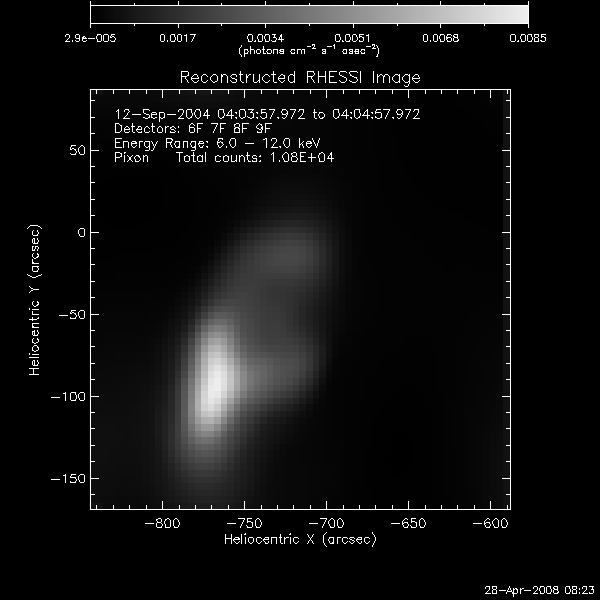 2.9e-005 0.0017 0.0034 0.0051 0.0068 0.0085
(photons cm⁻² s⁻¹ asec⁻²)
Reconstructed RHESSI Image
12-Sep-2004 04:03:57.972 to 04:04:57.972
Detectors: 6F 7F 8F 9F
Energy Range: 6.0 - 12.0 keV
Pixon Total counts: 1.08E+04
50
0
-50
-100
-150
Heliocentric Y (arcsec)
-800 -750 -700 -650 -600
Heliocentric X (arcsec)
28-Apr-2008 08:23